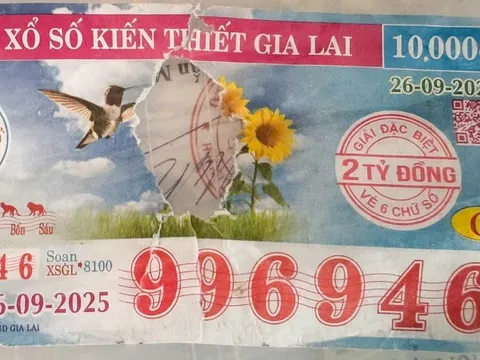 XỔ SỐ KIẾN THIẾT GIA LAI
10,000
26-09-202
GIẢI ĐẶC BIỆT
2 TỶ ĐỒNG
VÉ 6 CHỮ SỐ
Bốn Sáu
46
Soạn
XSGL*8100
6-09-2025
996946
GIA LAI